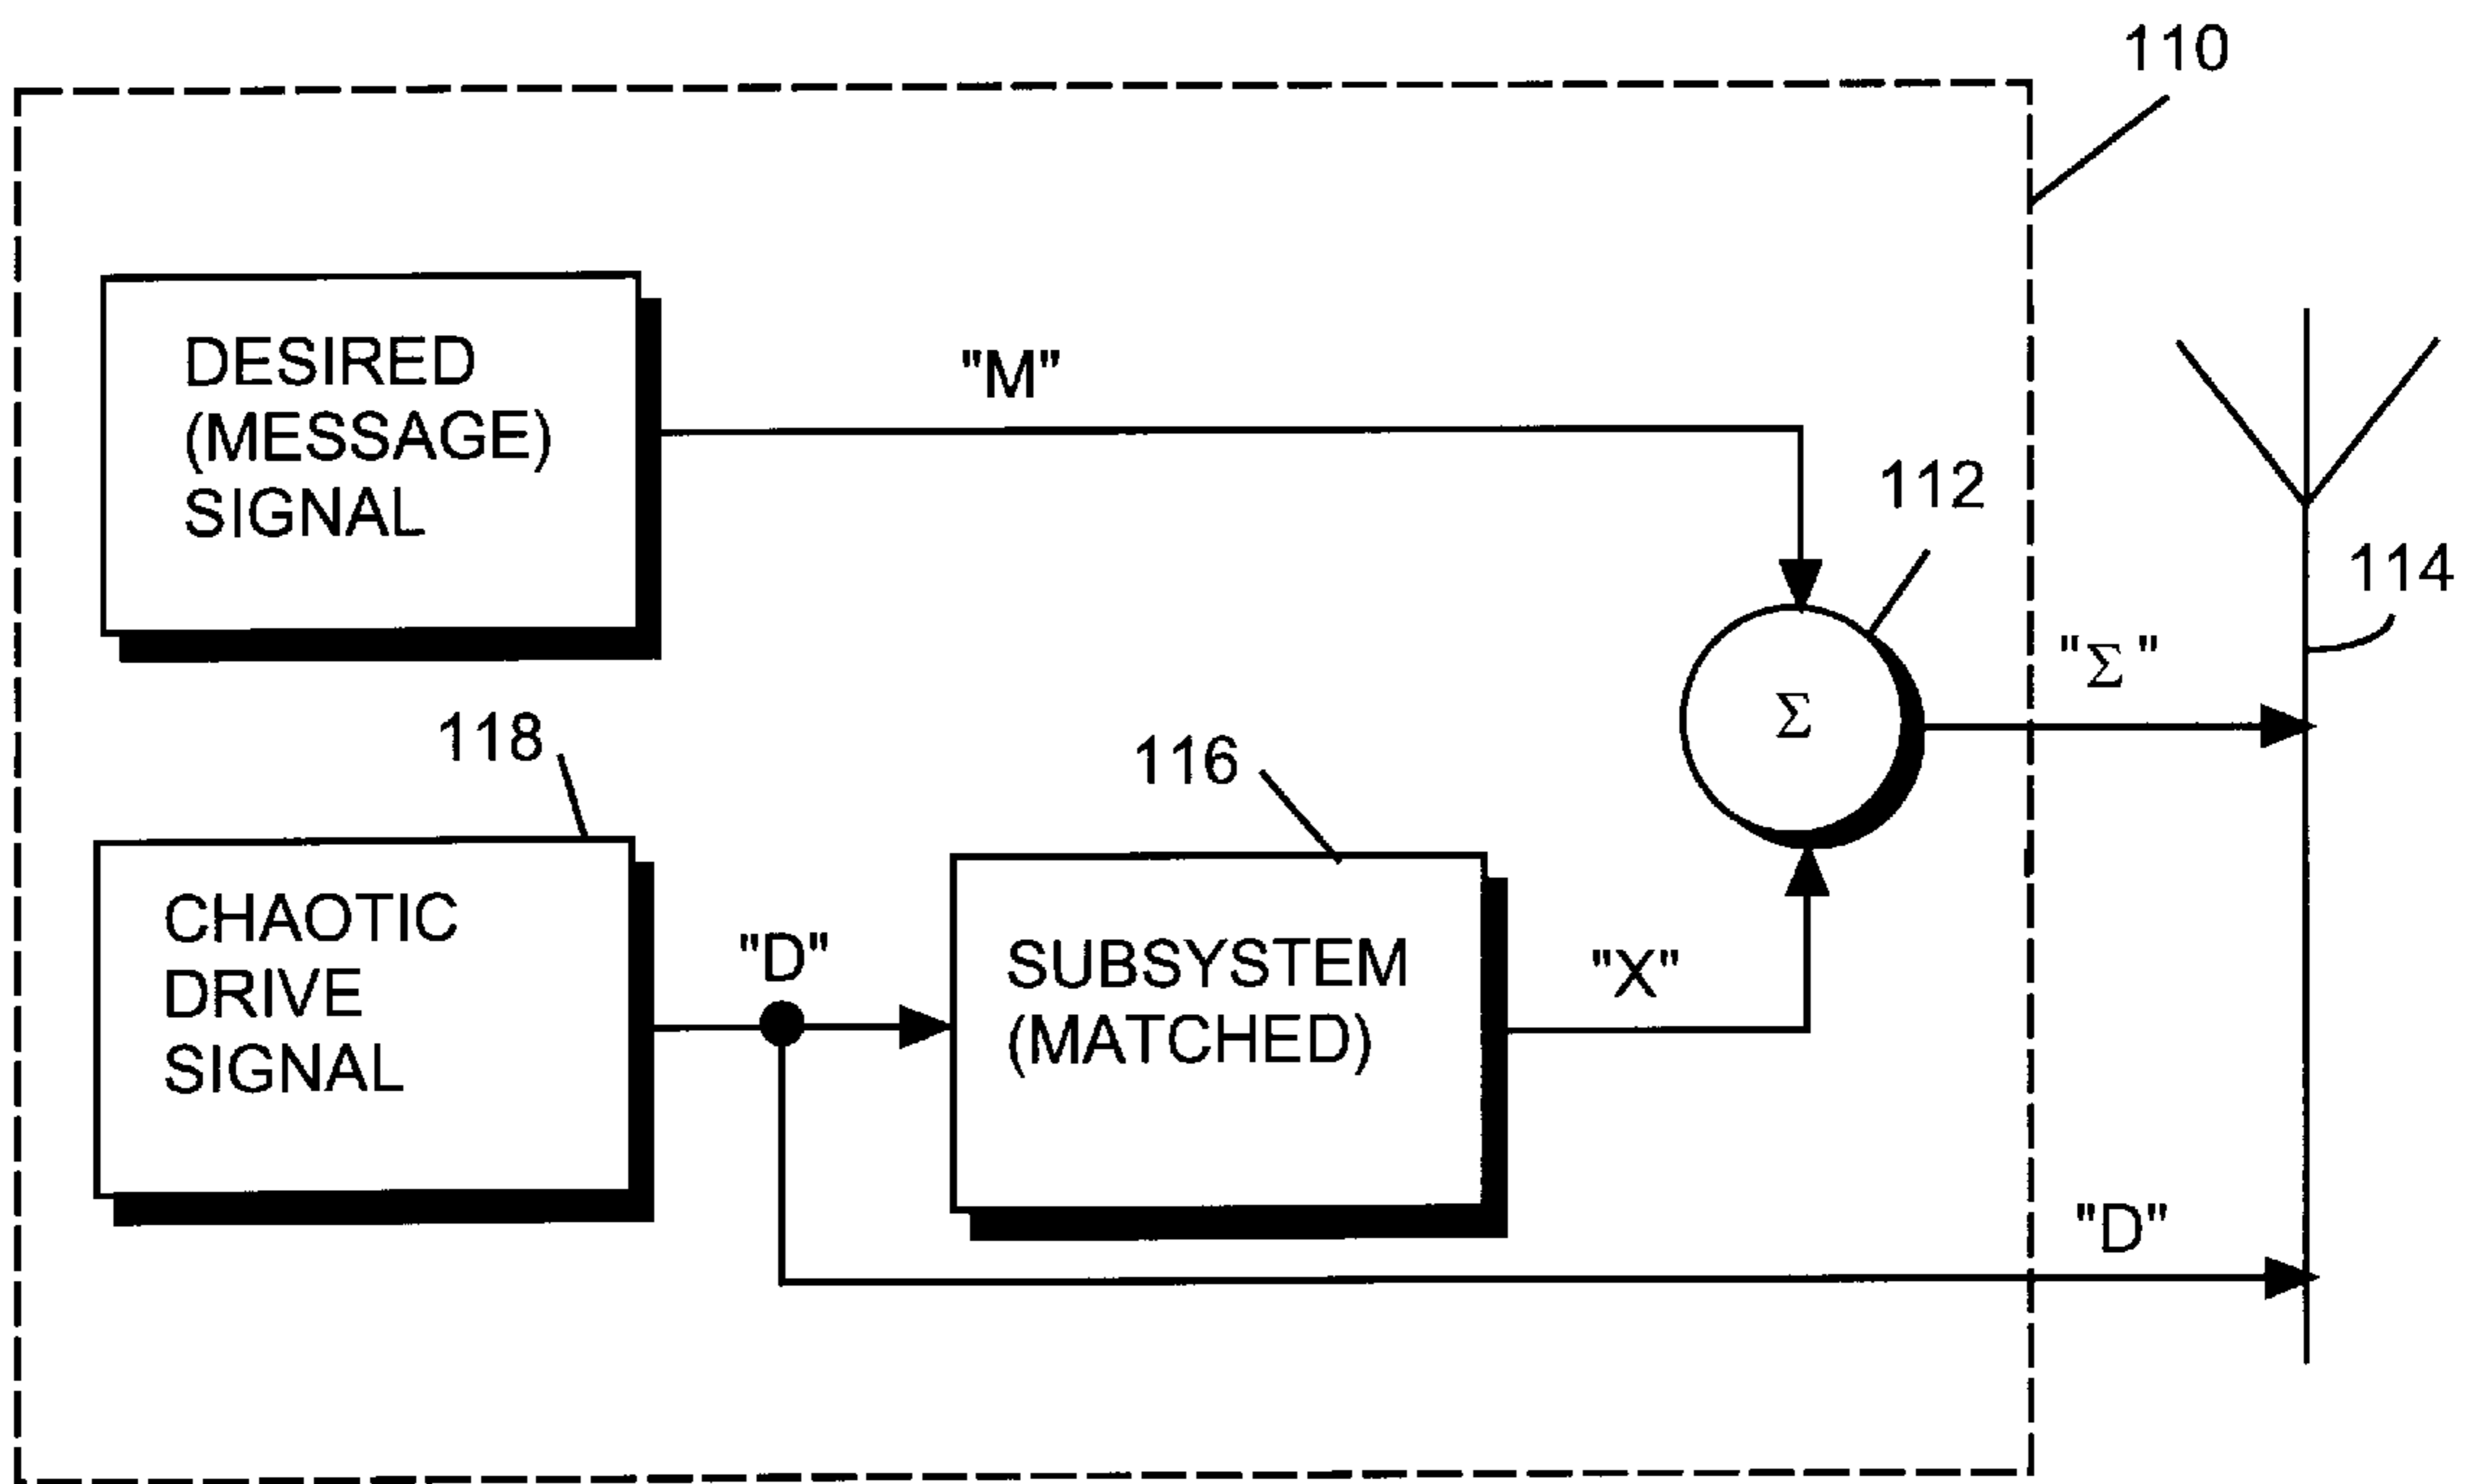 110
DESIRED
(MESSAGE)
SIGNAL
"M"
112
114
"Σ"
Σ
118
116
CHAOTIC
DRIVE
SIGNAL
"D"
SUBSYSTEM
(MATCHED)
"X"
"D"